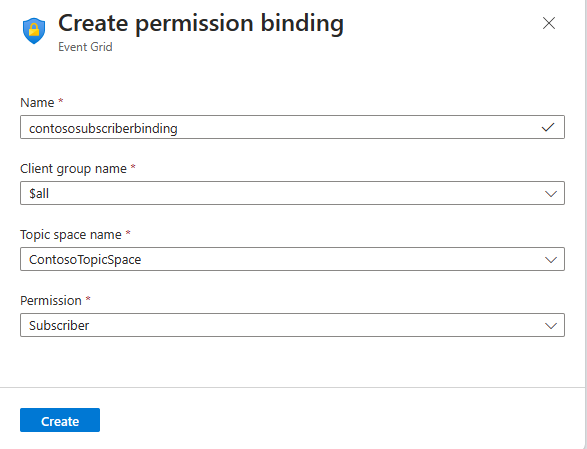 Create permission binding
Event Grid
Name *
contososubscriberbinding
Client group name *
$all
Topic space name *
ContosoTopicSpace
Permission *
Subscriber
Create